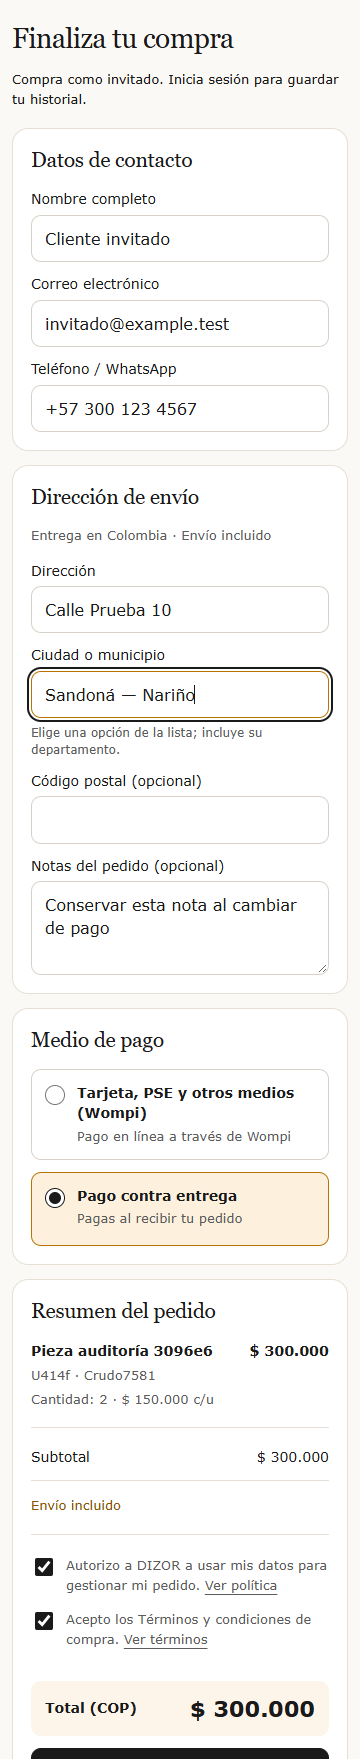 Finaliza tu compra
Compra como invitado. Inicia sesión para guardar
tu historial.
Datos de contacto
Nombre completo
Cliente invitado
Correo electrónico
invitado@example.test
Teléfono / WhatsApp
+57 300 123 4567
Dirección de envío
Entrega en Colombia · Envío incluido
Dirección
Calle Prueba 10
Ciudad o municipio
Sandoná — Nariño
Elige una opción de la lista; incluye su
departamento.
Código postal (opcional)
Notas del pedido (opcional)
Conservar esta nota al cambiar
de pago
Medio de pago
Tarjeta, PSE y otros medios
(Wompi)
Pago en línea a través de Wompi
Pago contra entrega
Pagas al recibir tu pedido
Resumen del pedido
Pieza auditoría 3096e6 $ 300.000
U414f · Crudo7581
Cantidad: 2 · $ 150.000 c/u
Subtotal $ 300.000
Envío incluido
Autorizo a DIZOR a usar mis datos para
gestionar mi pedido. Ver política
Acepto los Términos y condiciones de
compra. Ver términos
Total (COP) $ 300.000